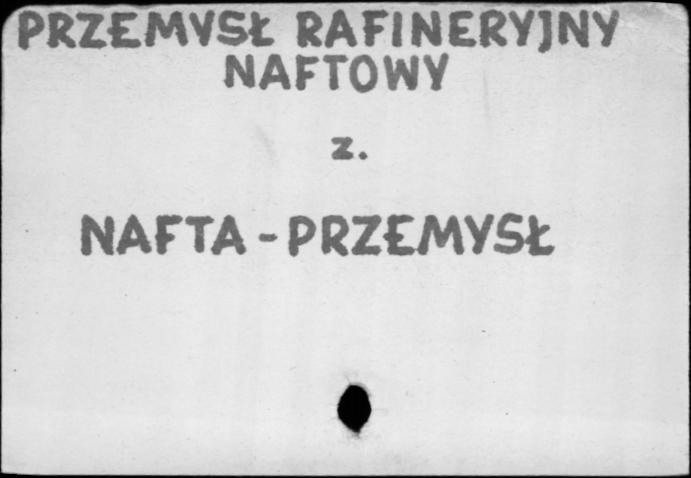 PRZEMYSŁ RAFINERYJNY
NAFTOWY
z.
NAFTA - PRZEMYSŁ